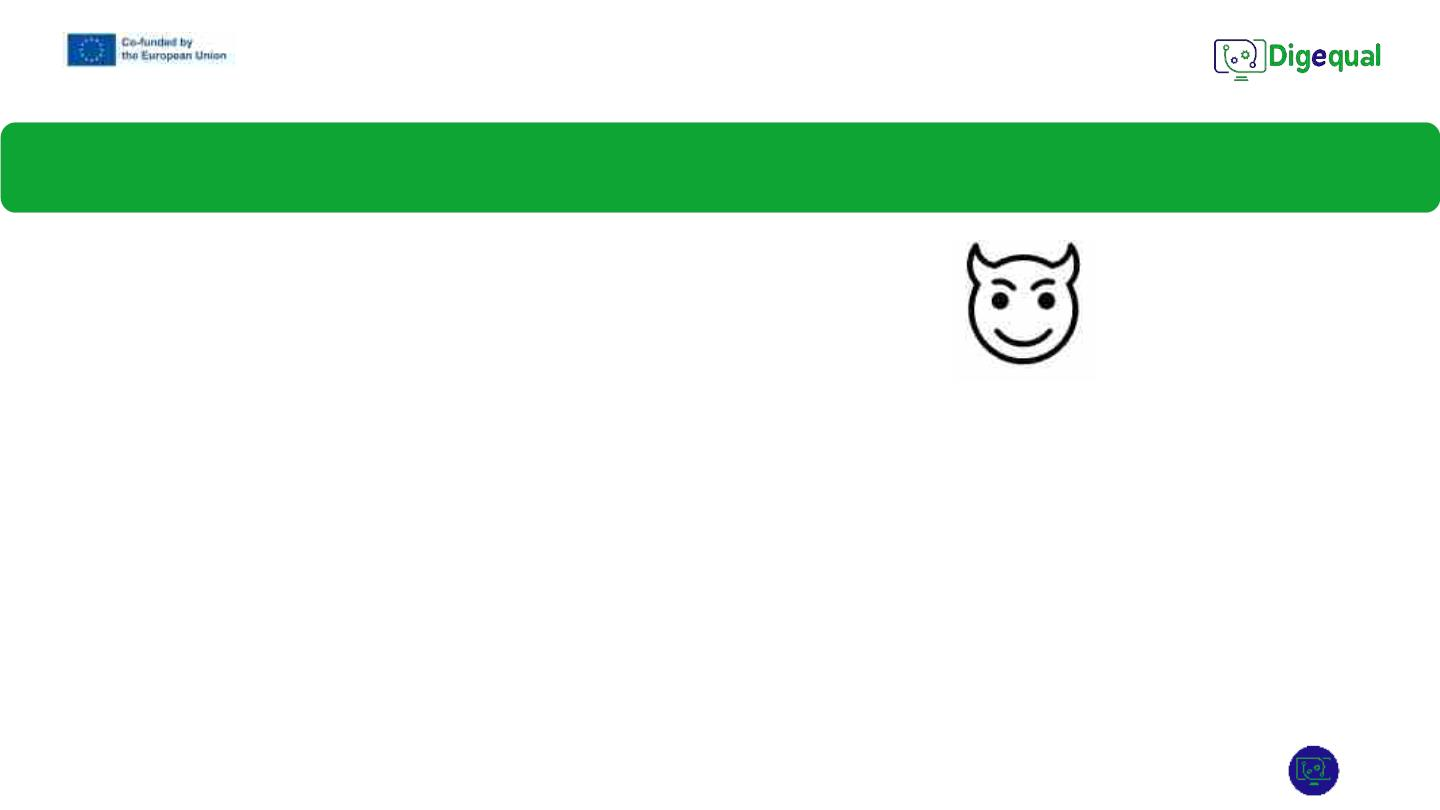 Co-funded by
the European Union
Digequal